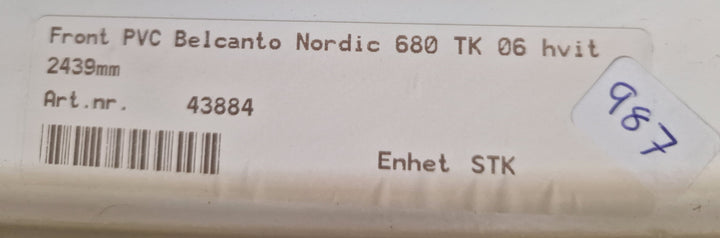 Front PVC Belcanto Nordic 680 TK 06 hvit
2439mm
Art.nr. 43884
Enhet STK
987